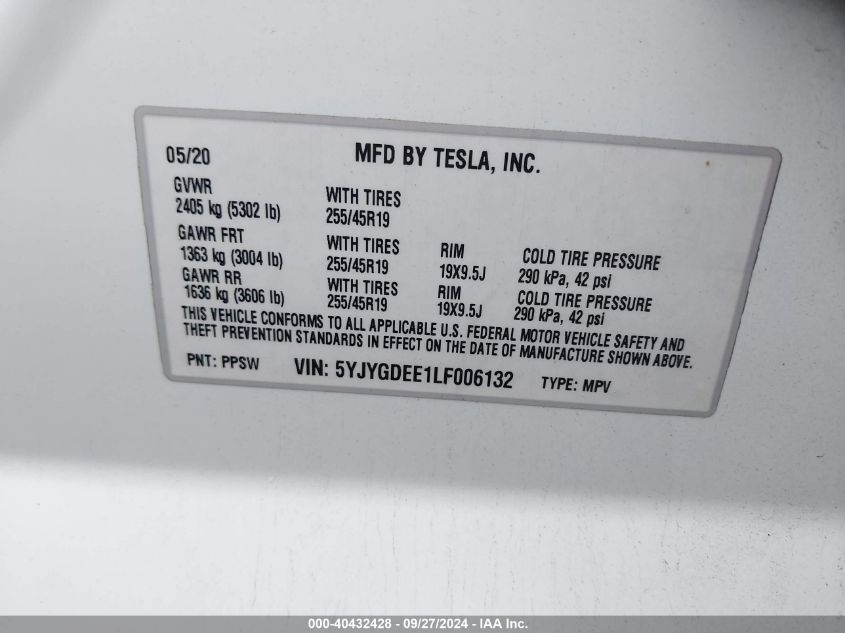 05/20 MFD BY TESLA, INC.
GVWR
2405 kg (5302 lb) WITH TIRES
255/45R19
GAWR FRT
1363 kg (3004 lb) WITH TIRES
255/45R19 RIM
19X9.5J COLD TIRE PRESSURE
290 kPa, 42 psi
GAWR RR
1636 kg (3606 lb) WITH TIRES
255/45R19 RIM
19X9.5J COLD TIRE PRESSURE
290 kPa, 42 psi
THIS VEHICLE CONFORMS TO ALL APPLICABLE U.S. FEDERAL MOTOR VEHICLE SAFETY AND
THEFT PREVENTION STANDARDS IN EFFECT ON THE DATE OF MANUFACTURE SHOWN ABOVE.
PNT: PPSW VIN: 5YJYGDEE1LF006132 TYPE: MPV
000-40432428 - 09/27/2024 - IAA Inc.